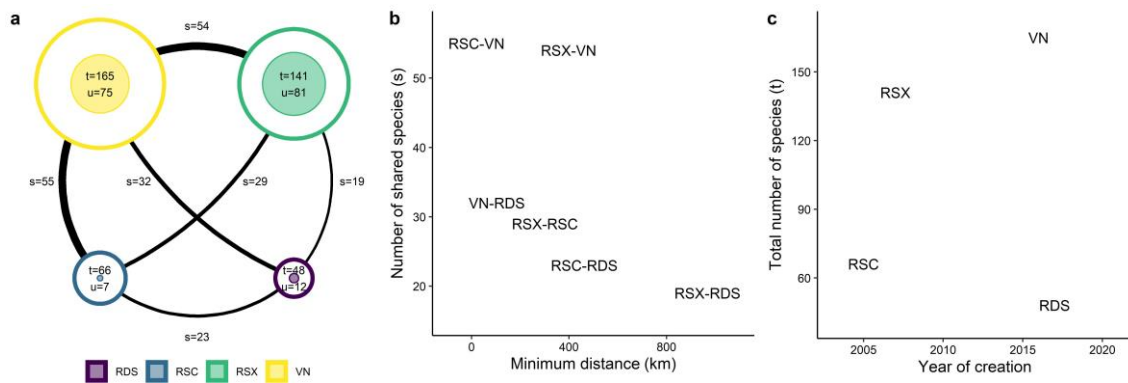 a
s=54
t=165
u=75
t=141
u=81
s=55
s=32
s=29
s=19
t=66
u=7
t=48
u=12
s=23
RDS RSC RSX VN
b
Number of shared species (s)
50
40
30
20
RSC-VN
RSX-VN
VN-RDS
RSX-RSC
RSC-RDS
RSX-RDS
0 400 800
Minimum distance (km)
c
Total number of species (t)
150
120
90
60
VN
RSX
RSC
RDS
2005 2010 2015 2020
Year of creation